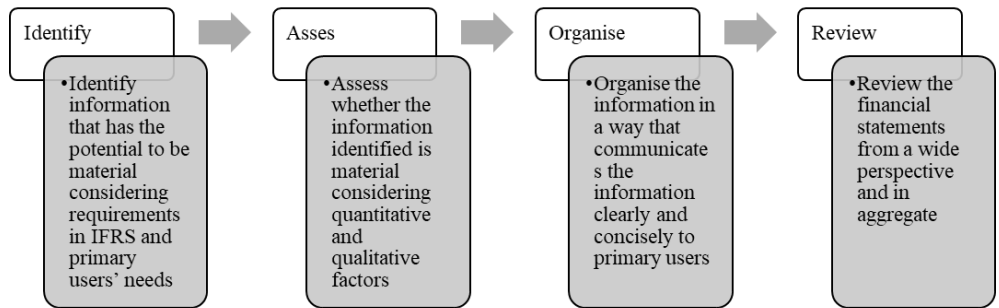 Identify
•Identify
information
that has the
potential to be
material
considering
requirements
in IFRS and
primary
users’ needs
Asses
•Assess
whether the
information
identified is
material
considering
quantitative
and
qualitative
factors
Organise
•Organise the
information in
a way that
communicate
s the
information
clearly and
concisely to
primary users
Review
•Review the
financial
statements
from a wide
perspective
and in
aggregate